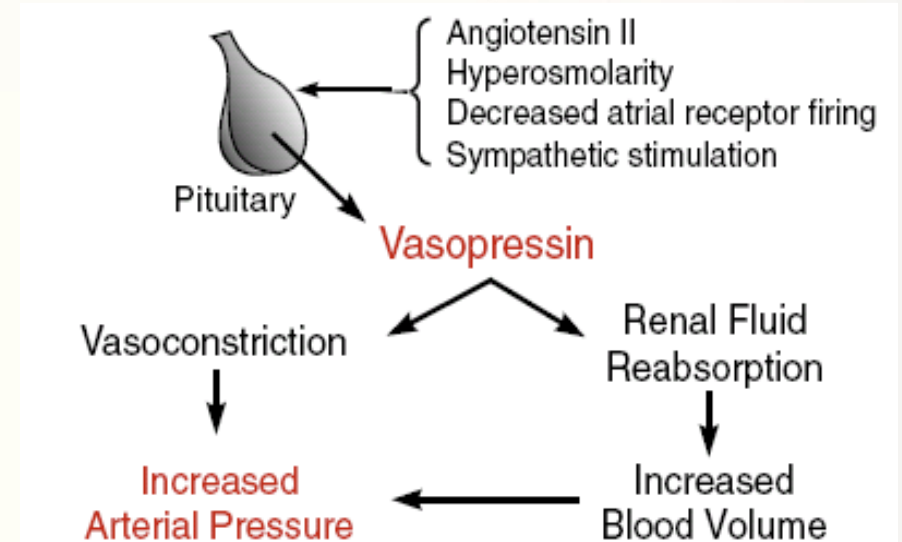 Angiotensin II
Hyperosmolarity
Decreased atrial receptor firing
Sympathetic stimulation
Pituitary
Vasopressin
Vasoconstriction
Renal Fluid
Reabsorption
Increased
Arterial Pressure
Increased
Blood Volume